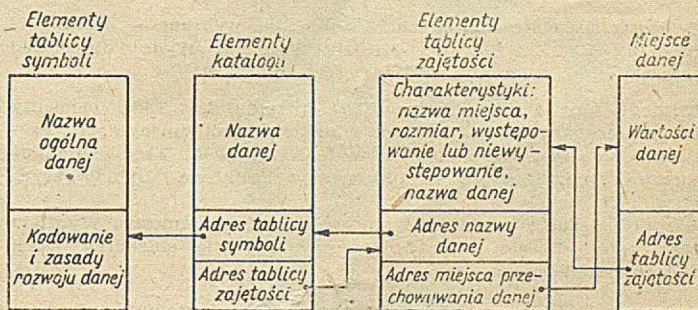 Elementy
tablicy
symboli
Nazwa
ogólna
danej
Kodowanie
i zasady
rozwoju danej
Elementy
katalogu
Nazwa
danej
Adres tablicy
symboli
Adres tablicy
zajętości
Elementy
tablicy
zajętości
Charakterystyki:
nazwa miejsca,
rozmiar, występo-
wanie lub niewy-
stępowanie,
nazwa danej
Adres nazwy
danej
Adres miejsca prze-
chowywania danej
Miejsce
danej
Wartości
danej
Adres
tablicy
zajętości